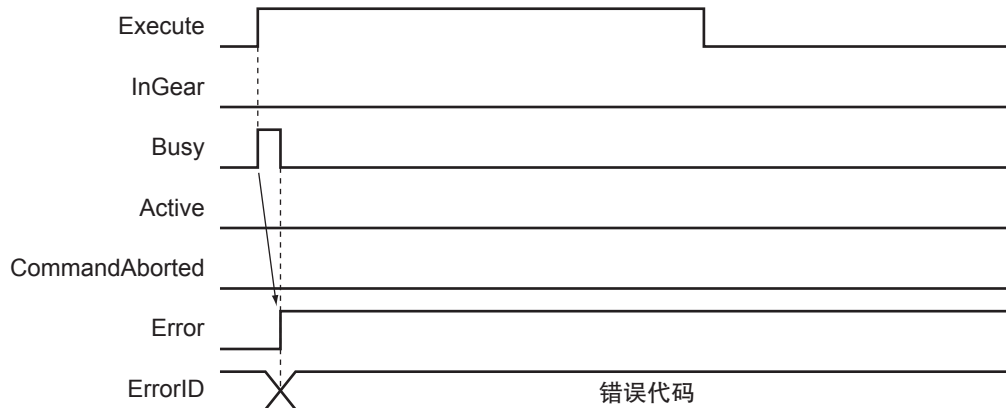 Execute
InGear
Busy
Active
CommandAborted
Error
ErrorID
错误代码